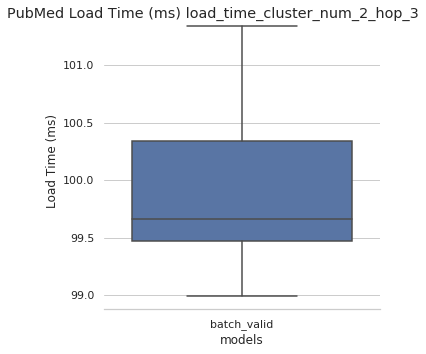 PubMed Load Time (ms) load_time_cluster_num_2_hop_3
101.0
100.5
100.0
99.5
99.0
Load Time (ms)
batch_valid
models